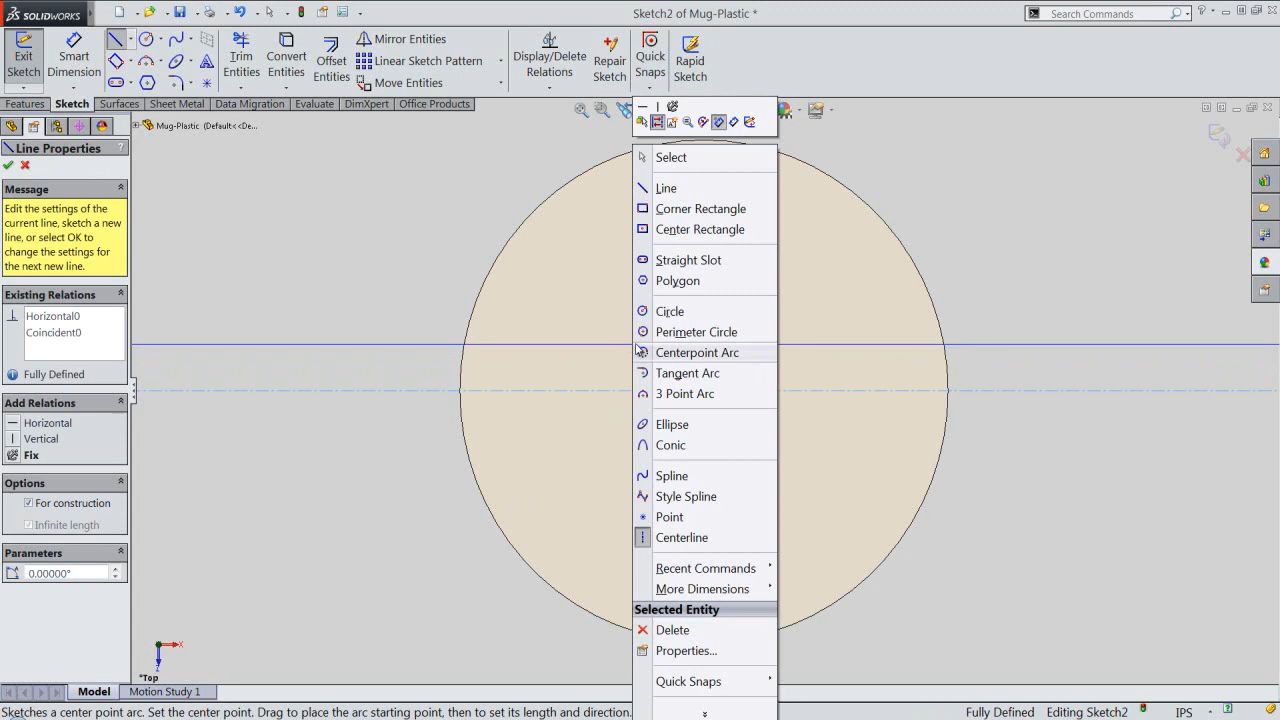 SOLIDWORKS
Sketch2 of Mug-Plastic *
Search Commands
Exit Sketch
Smart Dimension
Trim Entities
Convert Entities
Offset Entities
Mirror Entities
Linear Sketch Pattern
Move Entities
Display/Delete Relations
Repair Sketch
Quick Snaps
Rapid Sketch
Features
Sketch
Surfaces
Sheet Metal
Data Migration
Evaluate
DimXpert
Office Products
Mug-Plastic (Default<<De...
Line Properties
?
Message
Edit the settings of the
current line, sketch a new
line, or select OK to
change the settings for
the next new line.
Existing Relations
Horizontal0
Coincident0
Fully Defined
Add Relations
Horizontal
Vertical
Fix
Options
For construction
Infinite length
Parameters
0.00000°
Select
Line
Corner Rectangle
Center Rectangle
Straight Slot
Polygon
Circle
Perimeter Circle
Centerpoint Arc
Tangent Arc
3 Point Arc
Ellipse
Conic
Spline
Style Spline
Point
Centerline
Recent Commands
More Dimensions
Selected Entity
Delete
Properties...
Quick Snaps
X
Z
*Top
Model
Motion Study 1
Sketches a center point arc. Set the center point. Drag to place the arc starting point, then to set its length and direction.
Fully Defined
Editing Sketch2
IPS